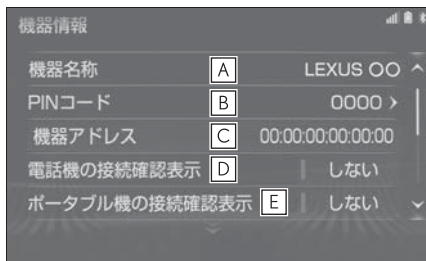 機器情報
機器名称 A LEXUS ○○
PINコード B 0000 >
機器アドレス C 00:00:00:00:00:00
電話機の接続確認表示 D しない
ポータブル機の接続確認表示 E しない